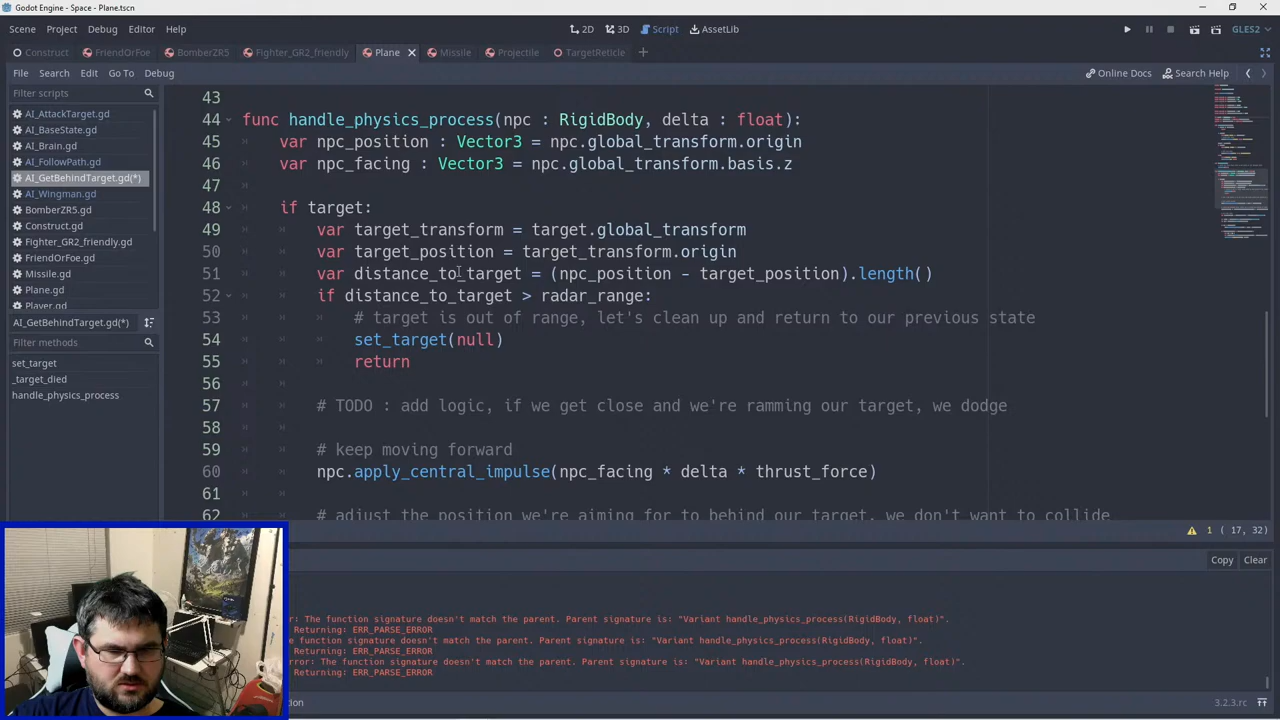 Godot Engine - Space - Plane.tscn
Scene Project Debug Editor Help
2D 3D Script AssetLib
GLES2
Construct FriendOrFoe BomberZR5 Fighter_GR2_friendly Plane Missile Projectile TargetReticle
File Search Edit Go To Debug
Online Docs Search Help
Filter scripts
AI_AttackTarget.gd
AI_BaseState.gd
AI_Brain.gd
AI_FollowPath.gd
AI_GetBehindTarget.gd(*)
AI_Wingman.gd
BomberZR5.gd
Construct.gd
Fighter_GR2_friendly.gd
FriendOrFoe.gd
Missile.gd
Plane.gd
Player.gd
AI_GetBehindTarget.gd(*)
Filter methods
set_target
_target_died
handle_physics_process
43
44 func handle_physics_process(npc : RigidBody, delta : float):
45 var npc_position : Vector3 = npc.global_transform.origin
46 var npc_facing : Vector3 = npc.global_transform.basis.z
47
48 if target:
49 var target_transform = target.global_transform
50 var target_position = target_transform.origin
51 var distance_to_target = (npc_position - target_position).length()
52 if distance_to_target > radar_range:
53 # target is out of range, let's clean up and return to our previous state
54 set_target(null)
55 return
56
57 # TODO : add logic, if we get close and we're ramming our target, we dodge
58
59 # keep moving forward
60 npc.apply_central_impulse(npc_facing * delta * thrust_force)
61
62 # adjust the position we're aiming for to behind our target, we don't want to collide
1 ( 17, 32)
Copy Clear
r: The function signature doesn't match the parent. Parent signature is: "Variant handle_physics_process(RigidBody, float)".
Returning: ERR_PARSE_ERROR
e function signature doesn't match the parent. Parent signature is: "Variant handle_physics_process(RigidBody, float)".
Returning: ERR_PARSE_ERROR
rror: The function signature doesn't match the parent. Parent signature is: "Variant handle_physics_process(RigidBody, float)".
Returning: ERR_PARSE_ERROR
tion
3.2.3.rc